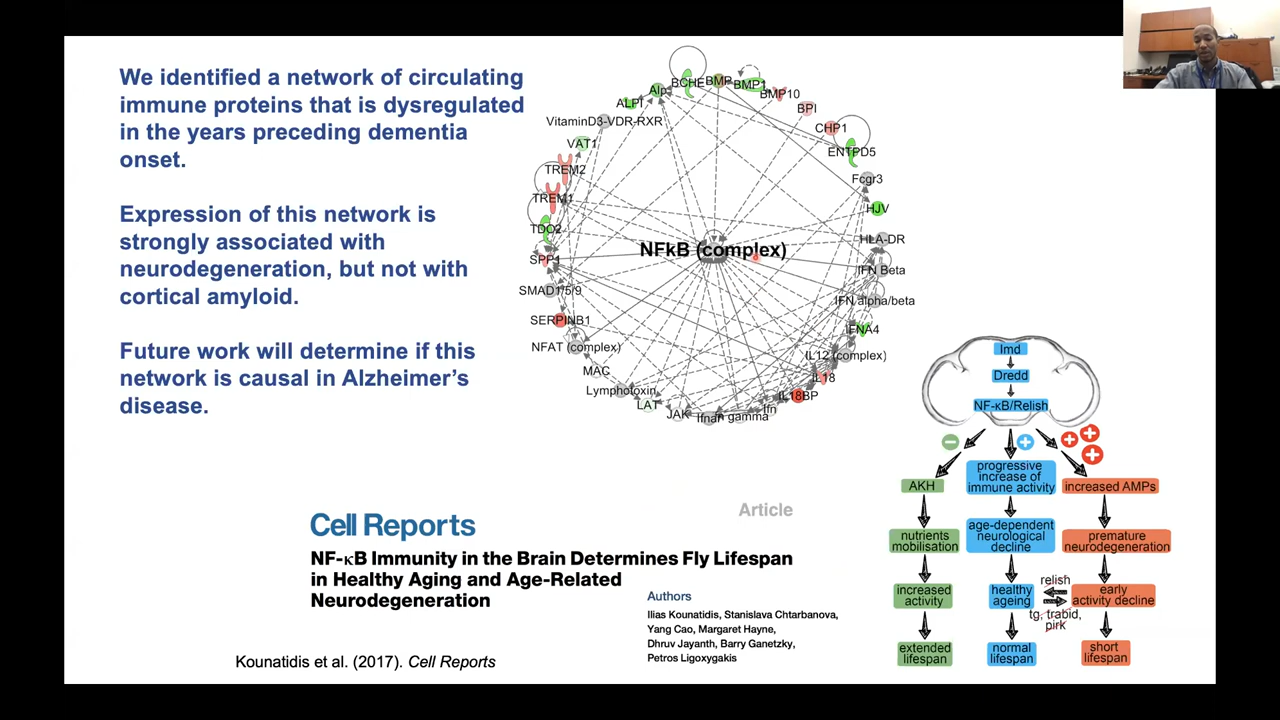 We identified a network of circulating
immune proteins that is dysregulated
in the years preceding dementia
onset.
Expression of this network is
strongly associated with
neurodegeneration, but not with
cortical amyloid.
Future work will determine if this
network is causal in Alzheimer’s
disease.
Alp
BCHE
BMP
BMP1
BMP10
BPI
CHP1
ENTPD5
Fcgr3
HJV
HLA-DR
IFN Beta
IFN alpha/beta
IFNA4
IL12 (complex)
IL18
IL18BP
Ifn
Ifn gamma
Ifnar
JAK
LAT
Lymphotoxin
MAC
NFAT (complex)
SERPINB1
SMAD1/5/9
SPP1
TDO2
TREM1
TREM2
VAT1
VitaminD3-VDR-RXR
ALPI
NFkB (complex)
Imd
Dredd
NF-κB/Relish
AKH
progressive
increase of
immune activity
increased AMPs
nutrients
mobilisation
age-dependent
neurological
decline
premature
neurodegeneration
increased
activity
healthy
ageing
relish
tg, trabid,
pirk
early
activity decline
extended
lifespan
normal
lifespan
short
lifespan
Article
Cell Reports
NF-κB Immunity in the Brain Determines Fly Lifespan
in Healthy Aging and Age-Related
Neurodegeneration
Authors
Ilias Kounatidis, Stanislava Chtarbanova,
Yang Cao, Margaret Hayne,
Dhruv Jayanth, Barry Ganetzky,
Petros Ligoxygakis
Kounatidis et al. (2017). Cell Reports